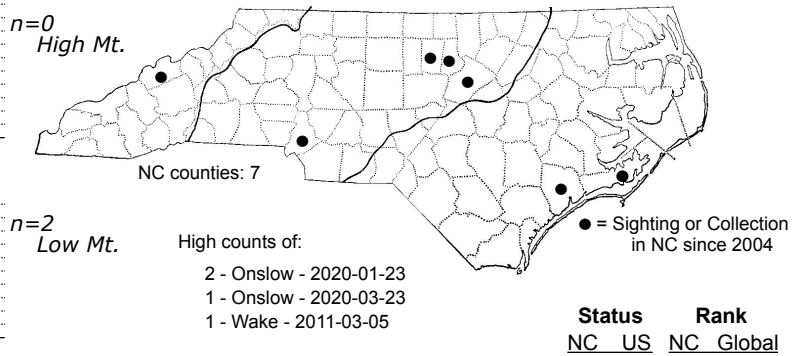 n=0
High Mt.
NC counties: 7
n=2
Low Mt.
High counts of:
2 - Onslow - 2020-01-23
1 - Onslow - 2020-03-23
1 - Wake - 2011-03-05
● = Sighting or Collection
in NC since 2004
Status Rank
NC US NC Global